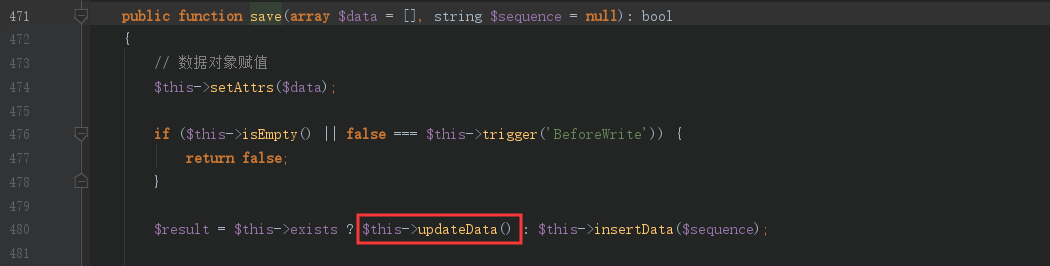 471 public function save(array $data = [], string $sequence = null): bool
472 {
473 // 数据对象赋值
474 $this->setAttrs($data);
475
476 if ($this->isEmpty() || false === $this->trigger('BeforeWrite')) {
477 return false;
478 }
479
480 $result = $this->exists ? $this->updateData() : $this->insertData($sequence);
481